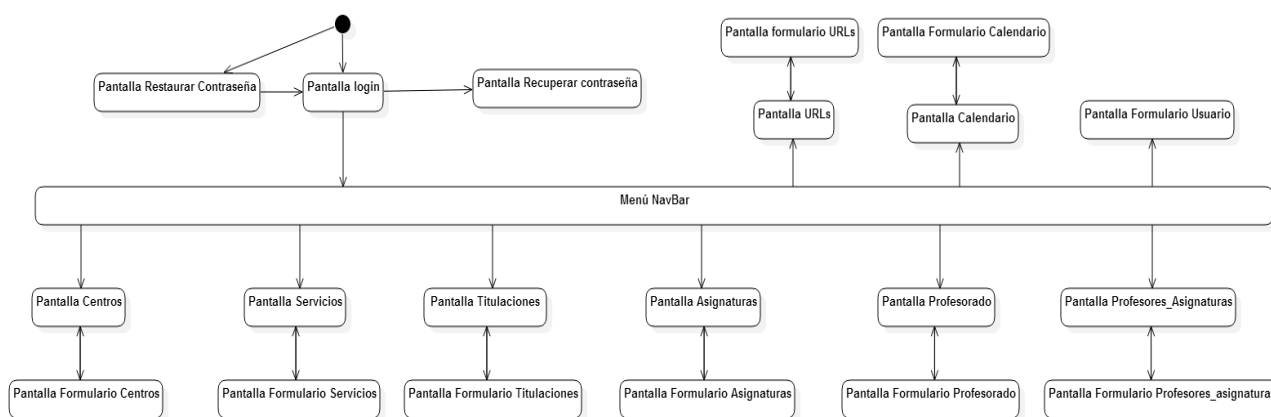 Pantalla formulario URLs
Pantalla Formulario Calendario
Pantalla Restaurar Contraseña
Pantalla login
Pantalla Recuperar contraseña
Pantalla URLs
Pantalla Calendario
Pantalla Formulario Usuario
Menú NavBar
Pantalla Centros
Pantalla Servicios
Pantalla Titulaciones
Pantalla Asignaturas
Pantalla Profesorado
Pantalla Profesores_Asignaturas
Pantalla Formulario Centros
Pantalla Formulario Servicios
Pantalla Formulario Titulaciones
Pantalla Formulario Asignaturas
Pantalla Formulario Profesorado
Pantalla Formulario Profesores_asignatura